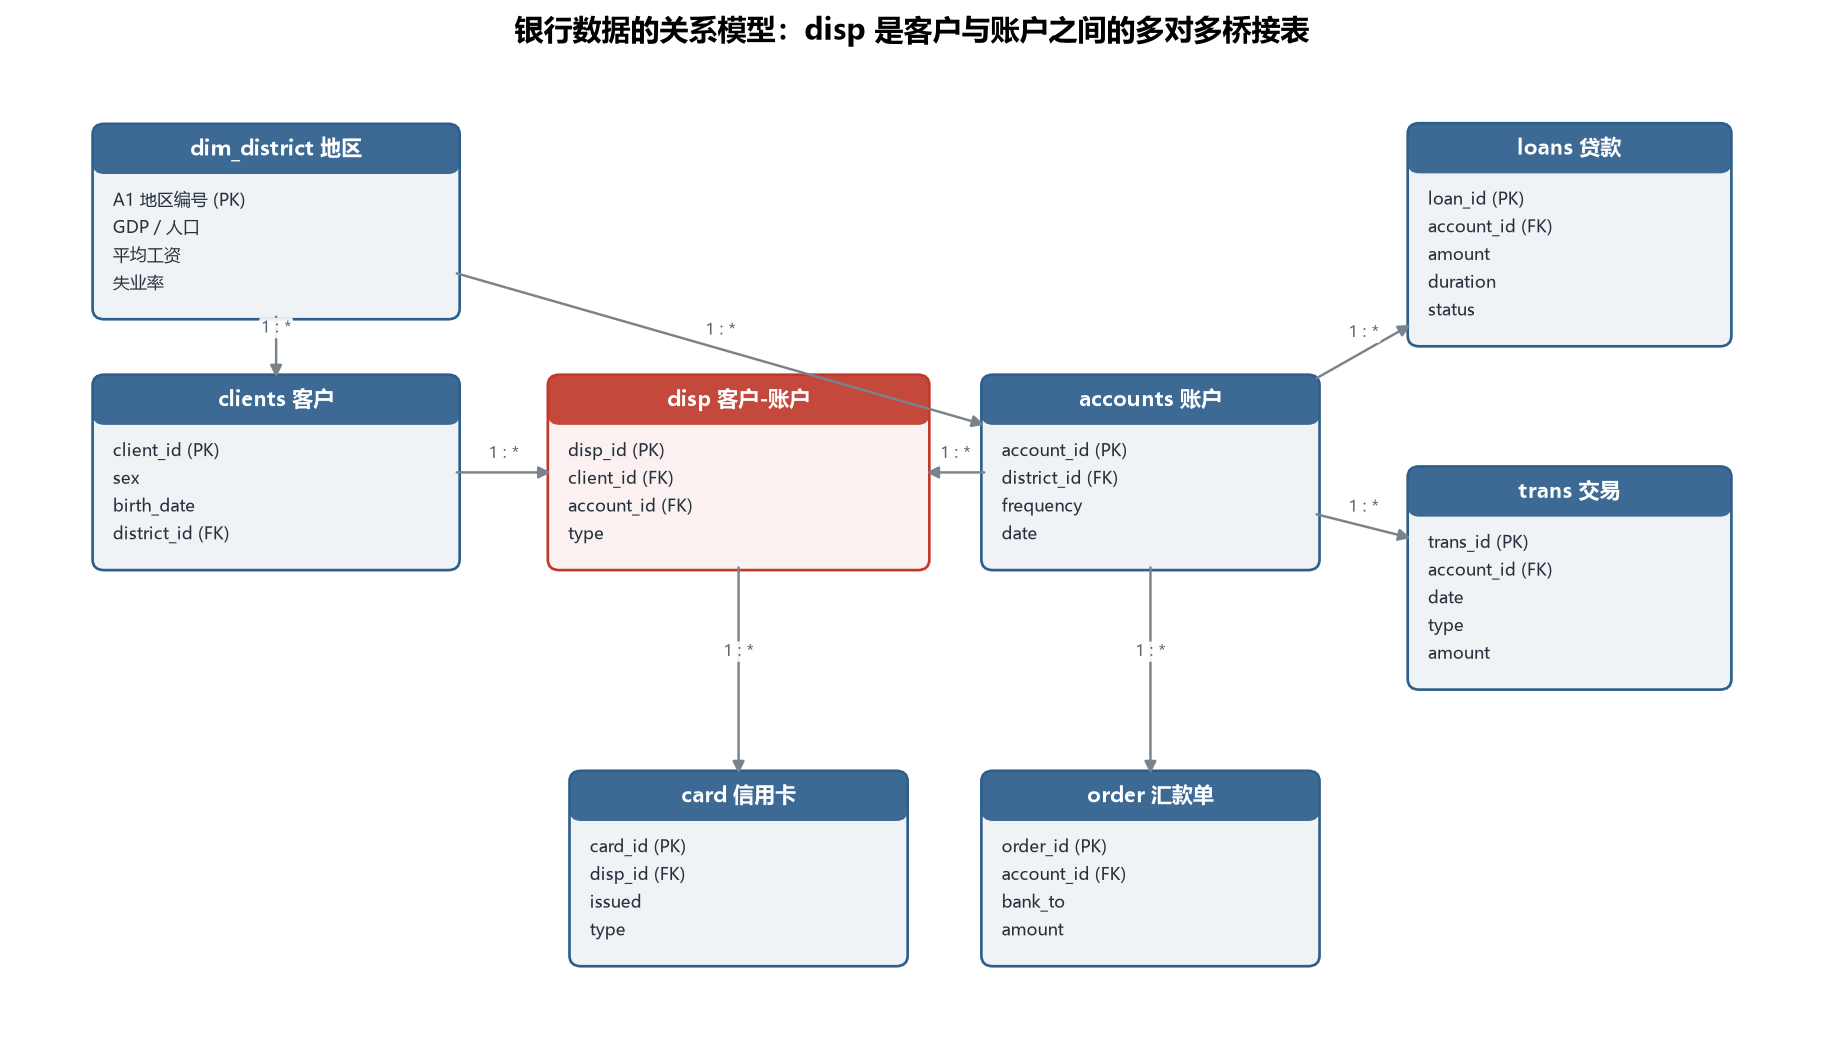 银行数据的关系模型：disp 是客户与账户之间的多对多桥接表
dim_district 地区
A1 地区编号 (PK)
GDP / 人口
平均工资
失业率
1 : *
1 : *
clients 客户
client_id (PK)
sex
birth_date
district_id (FK)
1 : *
disp 客户-账户
disp_id (PK)
client_id (FK)
account_id (FK)
type
1 : *
accounts 账户
account_id (PK)
district_id (FK)
frequency
date
1 : *
loans 贷款
loan_id (PK)
account_id (FK)
amount
duration
status
1 : *
trans 交易
trans_id (PK)
account_id (FK)
date
type
amount
1 : *
card 信用卡
card_id (PK)
disp_id (FK)
issued
type
1 : *
order 汇款单
order_id (PK)
account_id (FK)
bank_to
amount